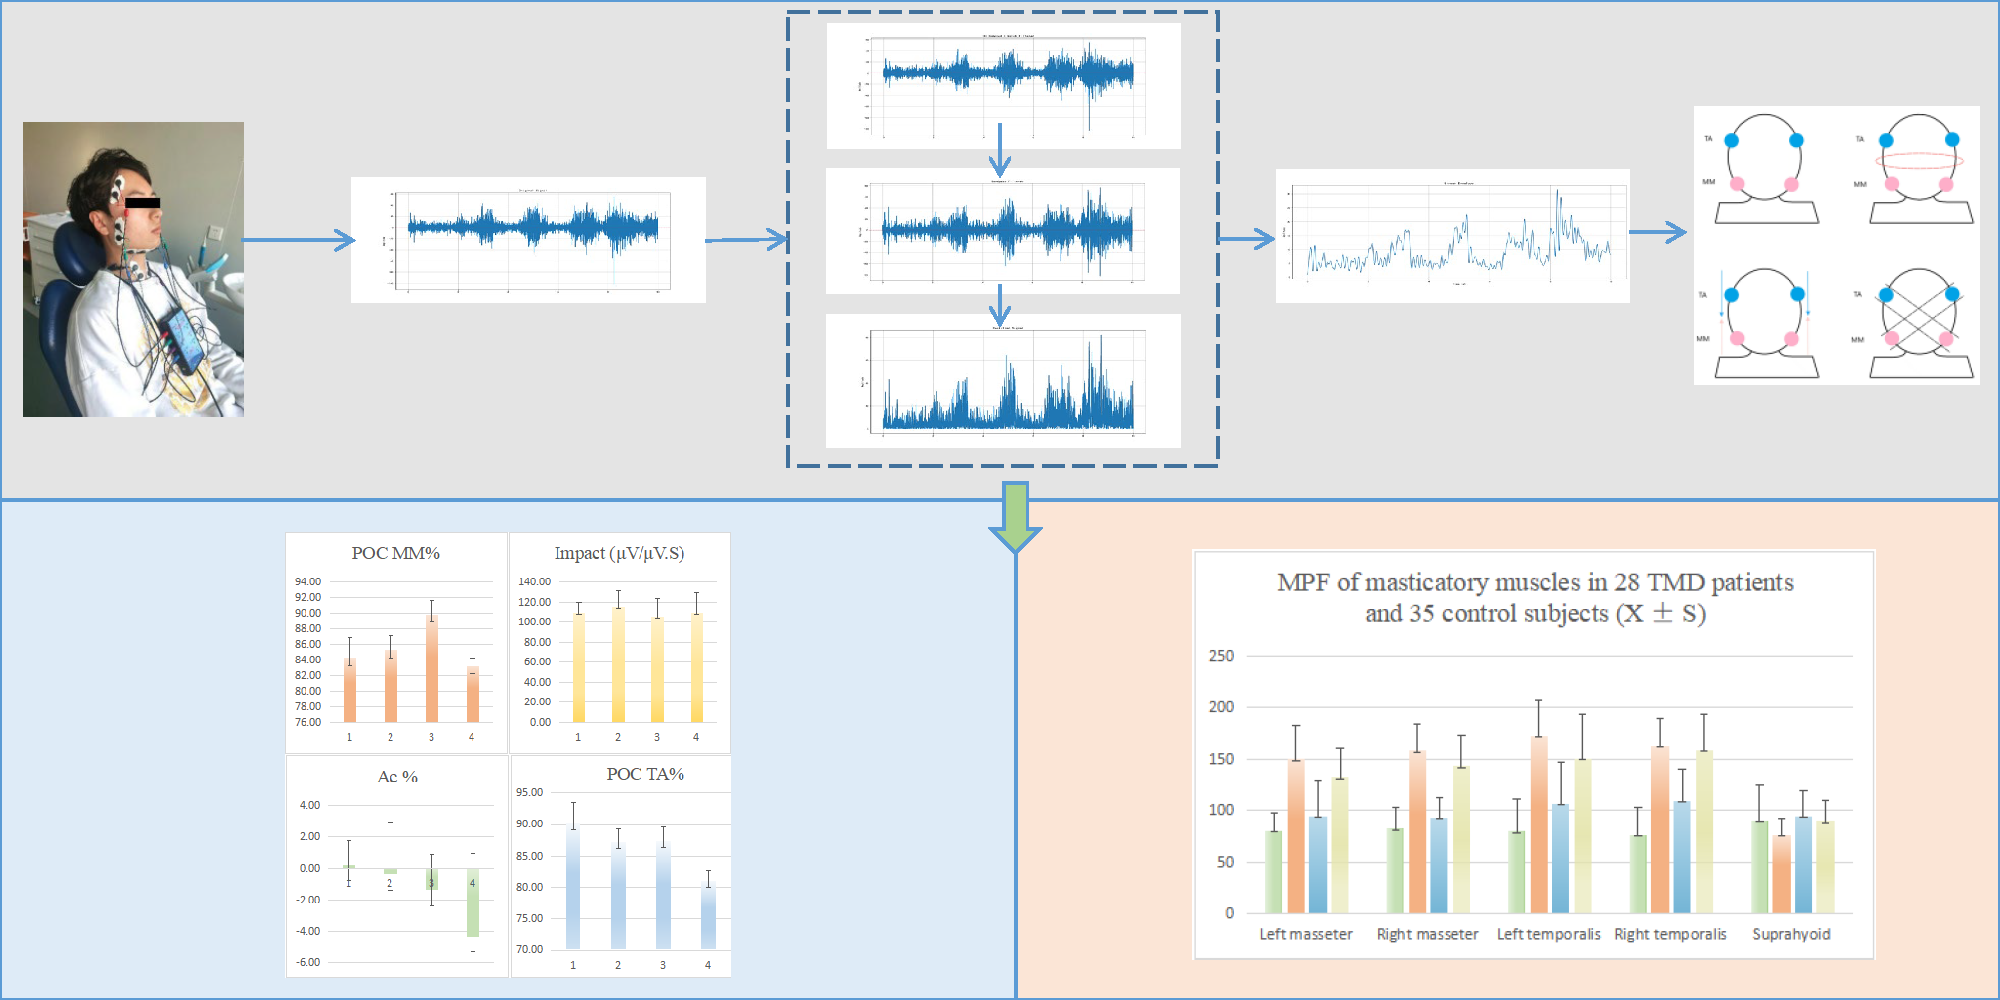 TA
TA
MM
MM
TA
TA
MM
MM
POC MM%
94.00
92.00
90.00
88.00
86.00
84.00
82.00
80.00
78.00
76.00
1 2 3 4
Impact (μV/μV.S)
140.00
120.00
100.00
80.00
60.00
40.00
20.00
0.00
1 2 3 4
Ac %
4.00
2.00
0.00
-2.00
-4.00
-6.00
1 2 3 4
POC TA%
95.00
90.00
85.00
80.00
75.00
70.00
1 2 3 4
MPF of masticatory muscles in 28 TMD patients
and 35 control subjects (X ± S)
250
200
150
100
50
0
Left masseter Right masseter Left temporalis Right temporalis Suprahyoid